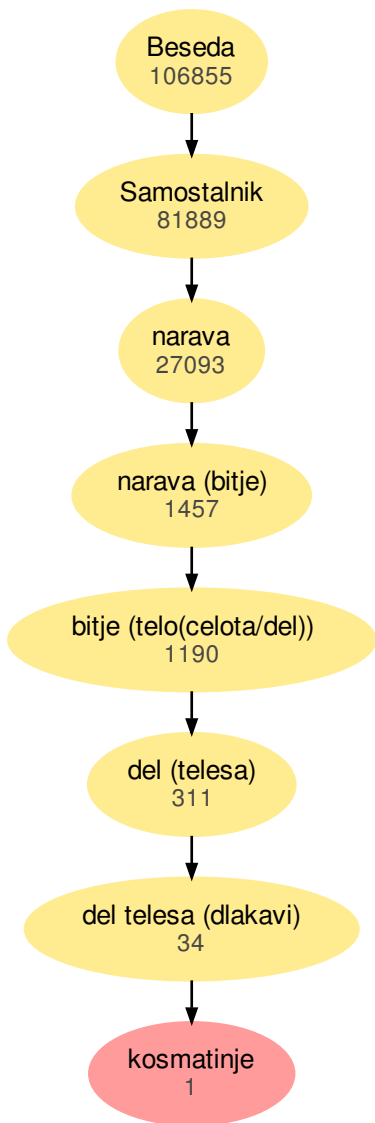 Beseda
106855
Samostalnik
81889
narava
27093
narava (bitje)
1457
bitje (telo(celota/del))
1190
del (telesa)
311
del telesa (dlakavi)
34
kosmatinje
1